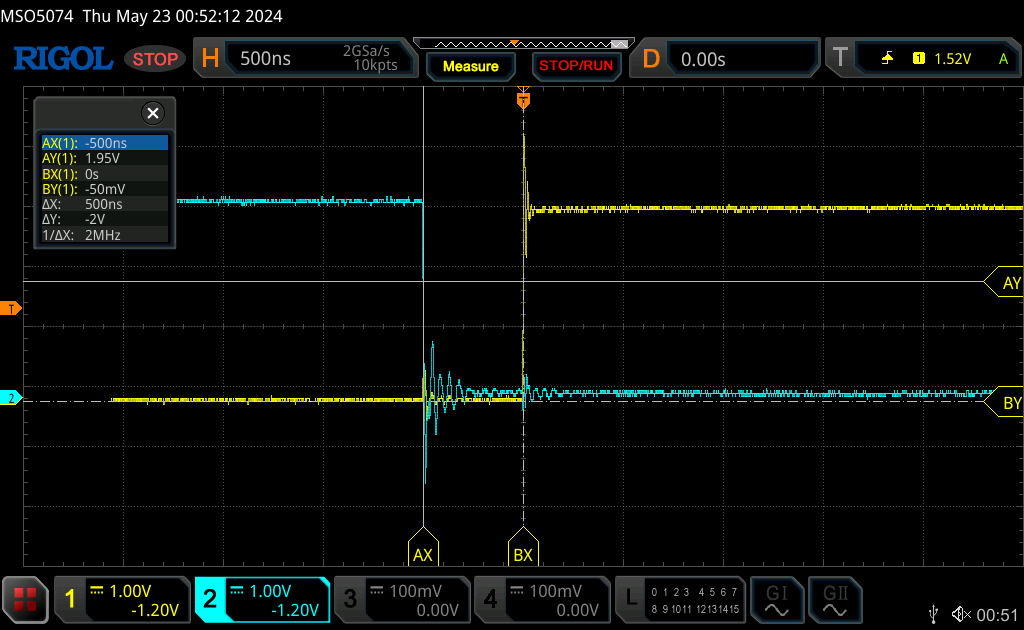 MSO5074 Thu May 23 00:52:12 2024
RIGOL STOP H 500ns 2GSa/s 10kpts Measure STOP/RUN D 0.00s T 1 1.52V A
T
AX(1): -500ns
AY(1): 1.95V
BX(1): 0s
BY(1): -50mV
ΔX: 500ns
ΔY: -2V
1/ΔX: 2MHz
AY
T
2
BY
AX BX
1 1.00V -1.20V 2 1.00V -1.20V 3 100mV 0.00V 4 100mV 0.00V L 0 1 2 3 4 5 6 7 8 9 10 11 12 13 14 15 GI GII
00:51